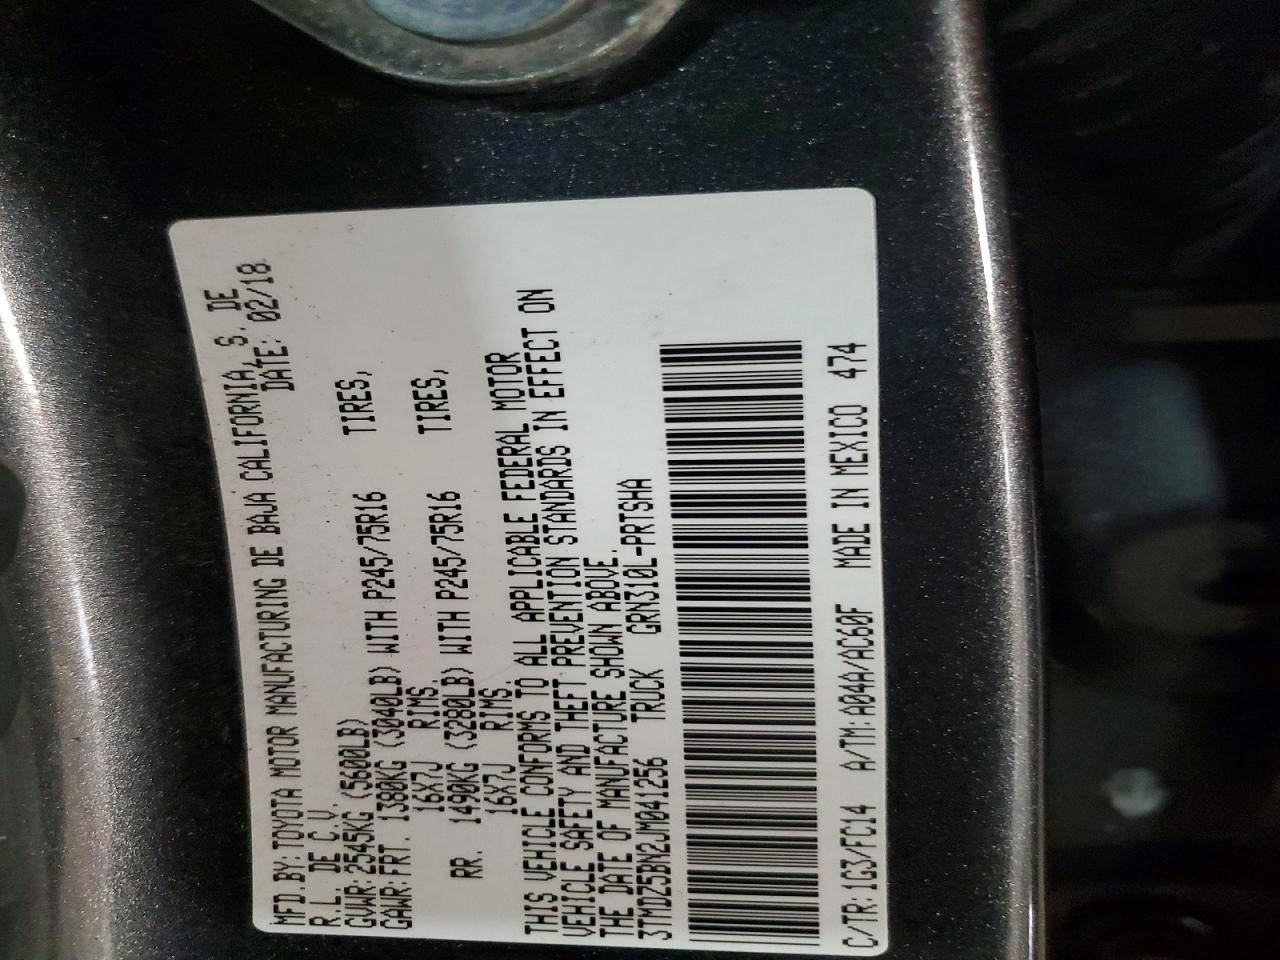 MFD.BY:TOYOTA MOTOR MANUFACTURING DE BAJA CALIFORNIA, S. DE
R.L. DE C.V. DATE: 02/18
GVWR:2545KG (5600LB)
GAWR:FRT. 1380KG (3040LB) WITH P245/75R16 TIRES,
16X7J RIMS,
RR. 1490KG (3280LB) WITH P245/75R16 TIRES,
16X7J RIMS,
THIS VEHICLE CONFORMS TO ALL APPLICABLE FEDERAL MOTOR
VEHICLE SAFETY AND THEFT PREVENTION STANDARDS IN EFFECT ON
THE DATE OF MANUFACTURE SHOWN ABOVE.
3TMDZ5BN2JM041256 TRUCK GRN310L-PRTSHA
C/TR:1G3/FC14 A/TM:A04A/AC60F MADE IN MEXICO 474